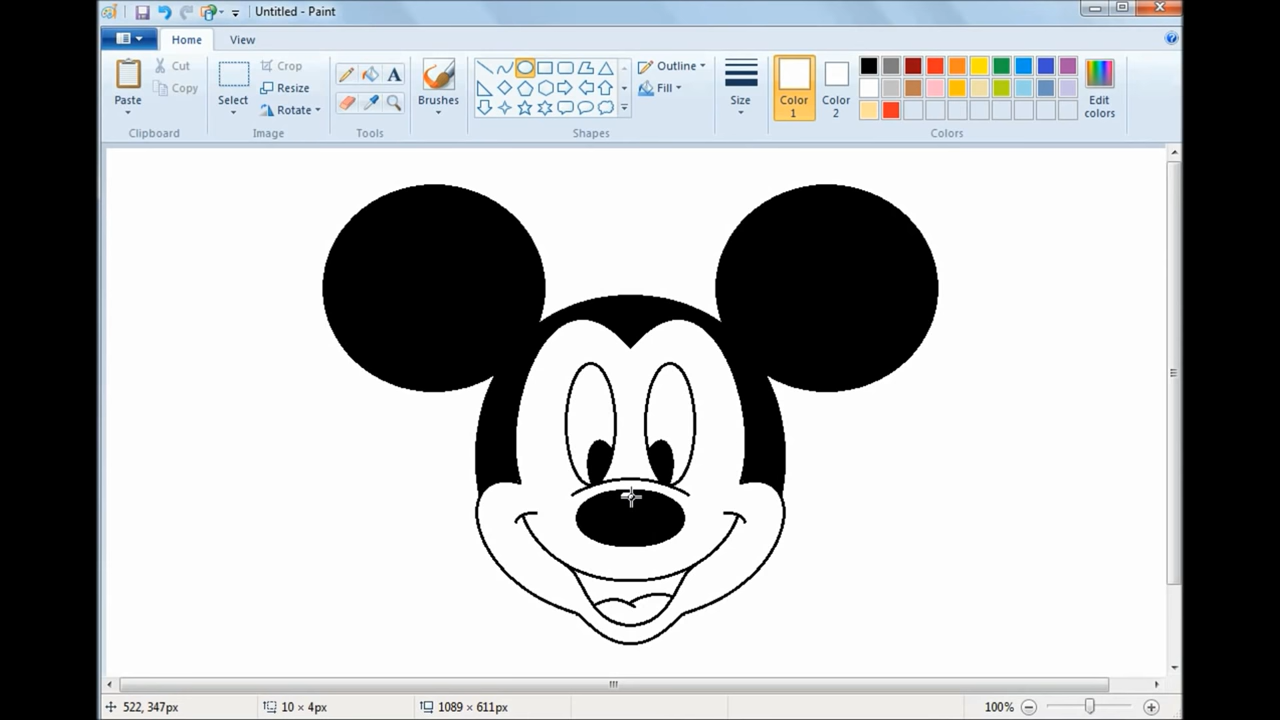 Untitled - Paint
Home View
Paste
Cut
Copy
Clipboard
Select
Crop
Resize
Rotate
Image
A
Tools
Brushes
Outline
Fill
Shapes
Size
Color 1
Color 2
Edit colors
Colors
522, 347px
10 × 4px
1089 × 611px
100%